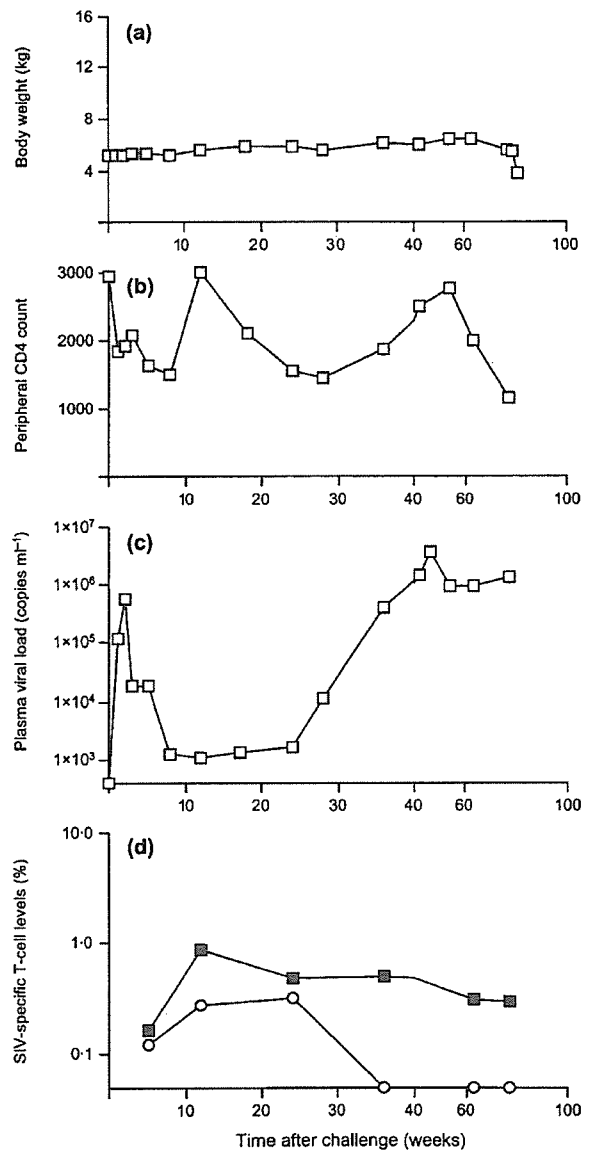 (a)
Body weight (kg)
16
12
8
4
10 20 30 40 60 100
(b)
Peripheral CD4 count
3000
2000
1000
10 20 30 40 60 100
(c)
Plasma viral load (copies ml⁻¹)
1×10⁷
1×10⁶
1×10⁵
1×10⁴
1×10³
10 20 30 40 60 100
(d)
SIV-specific T-cell levels (%)
10·0
1·0
0·1
10 20 30 40 60 100
Time after challenge (weeks)